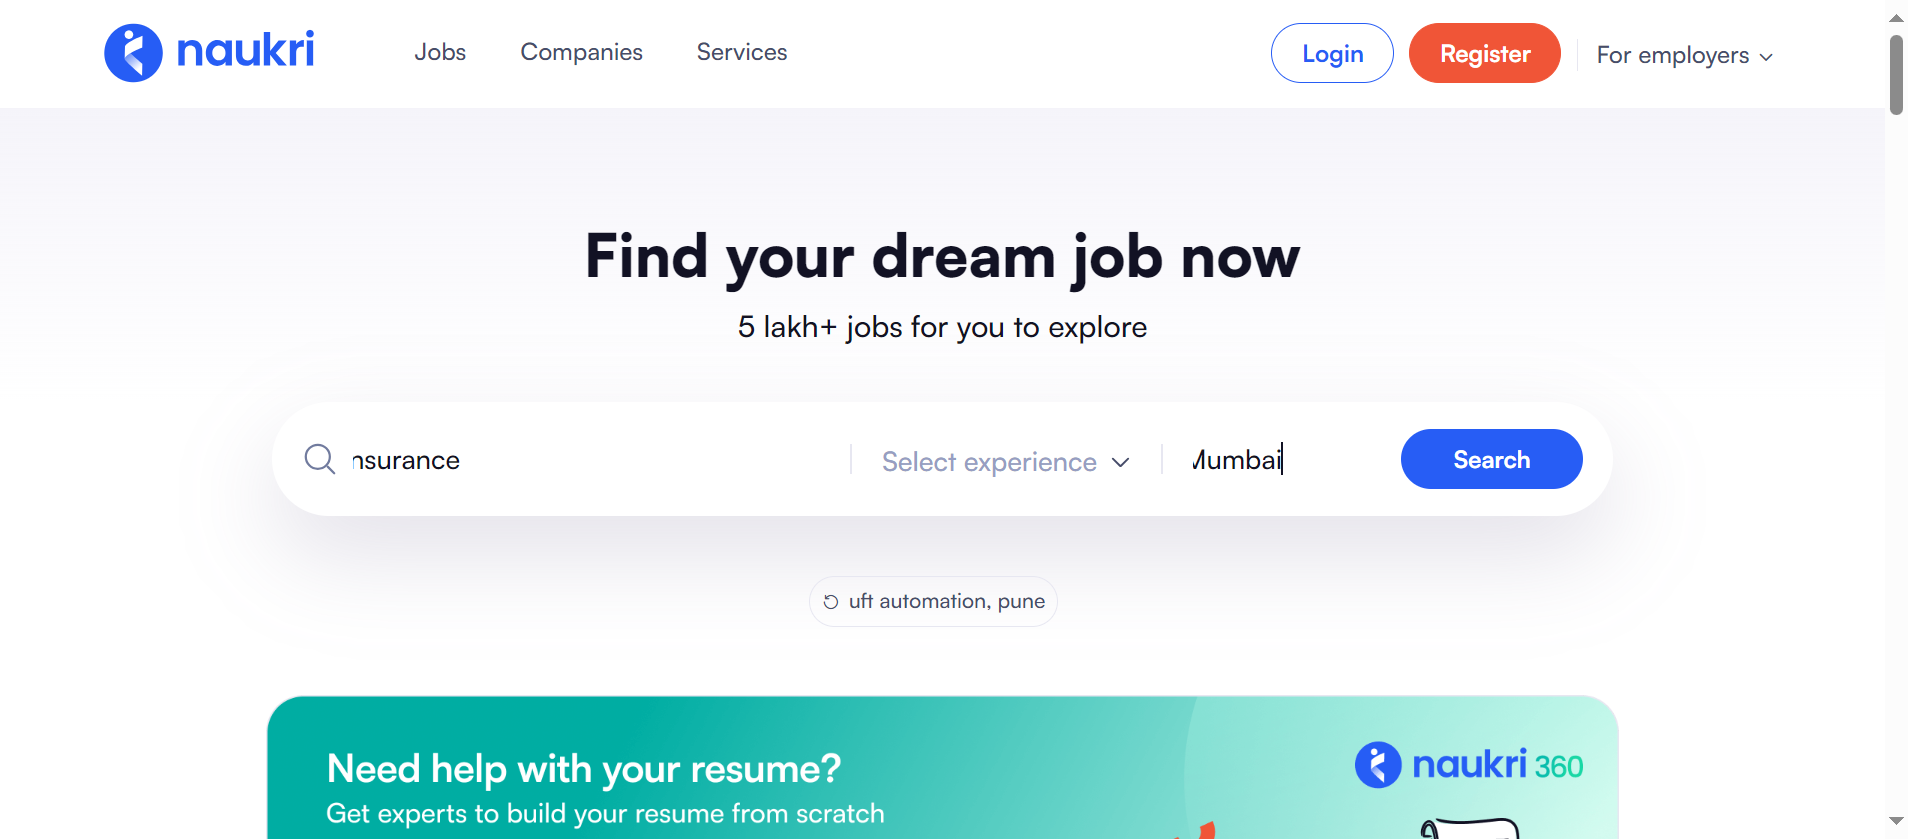 naukri
Jobs
Companies
Services
Login
Register
For employers
Find your dream job now
5 lakh+ jobs for you to explore
nsurance
Select experience
Mumbai
Search
uft automation, pune
Need help with your resume?
Get experts to build your resume from scratch
naukri 360